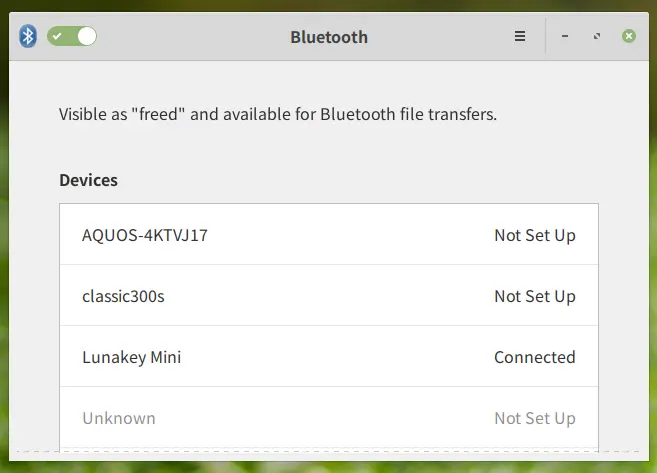 Bluetooth
Visible as "freed" and available for Bluetooth file transfers.
Devices
AQUOS-4KTVJ17 Not Set Up
classic300s Not Set Up
Lunakey Mini Connected
Unknown Not Set Up